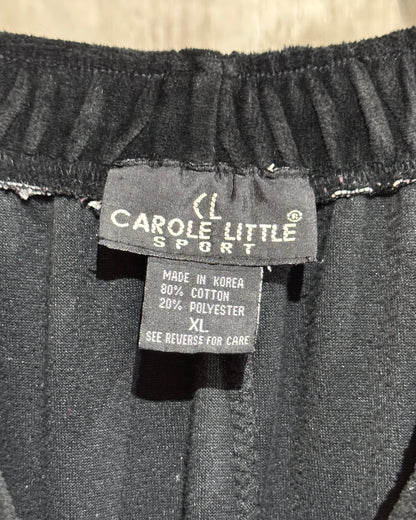 CL
CAROLE LITTLE®
SPORT
MADE IN KOREA
80% COTTON
20% POLYESTER
XL
SEE REVERSE FOR CARE